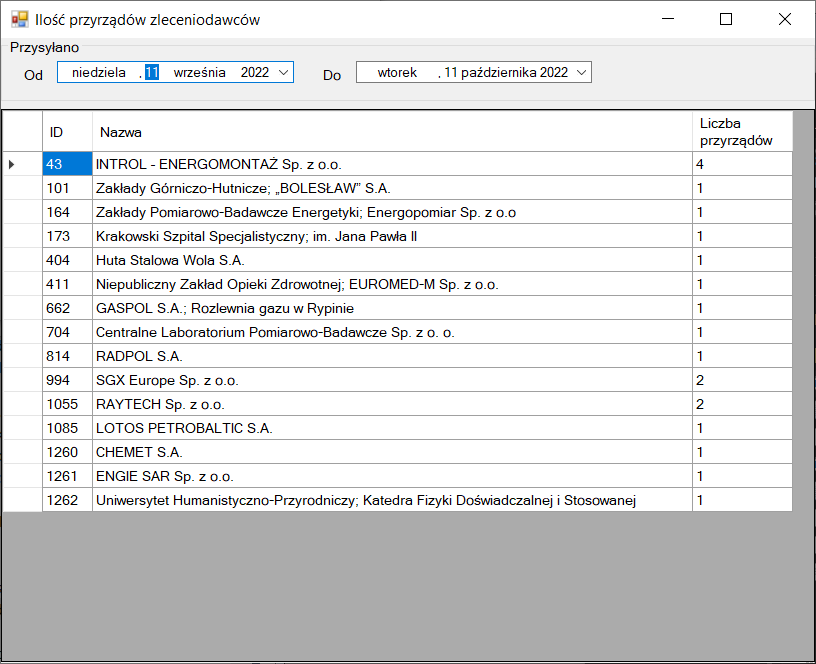 Ilość przyrządów zleceniodawców
Przysyłano
Od niedziela , 11 września 2022 Do wtorek , 11 października 2022
ID Nazwa Liczba przyrządów
43 INTROL - ENERGOMONTAŻ Sp. z o.o. 4
101 Zakłady Górniczo-Hutnicze; „BOLESŁAW” S.A. 1
164 Zakłady Pomiarowo-Badawcze Energetyki; Energopomiar Sp. z o.o 1
173 Krakowski Szpital Specjalistyczny; im. Jana Pawła II 1
404 Huta Stalowa Wola S.A. 1
411 Niepubliczny Zakład Opieki Zdrowotnej; EUROMED-M Sp. z o.o. 1
662 GASPOL S.A.; Rozlewnia gazu w Rypinie 1
704 Centralne Laboratorium Pomiarowo-Badawcze Sp. z o. o. 1
814 RADPOL S.A. 1
994 SGX Europe Sp. z o.o. 2
1055 RAYTECH Sp. z o.o. 2
1085 LOTOS PETROBALTIC S.A. 1
1260 CHEMET S.A. 1
1261 ENGIE SAR Sp. z o.o. 1
1262 Uniwersytet Humanistyczno-Przyrodniczy; Katedra Fizyki Doświadczalnej i Stosowanej 1